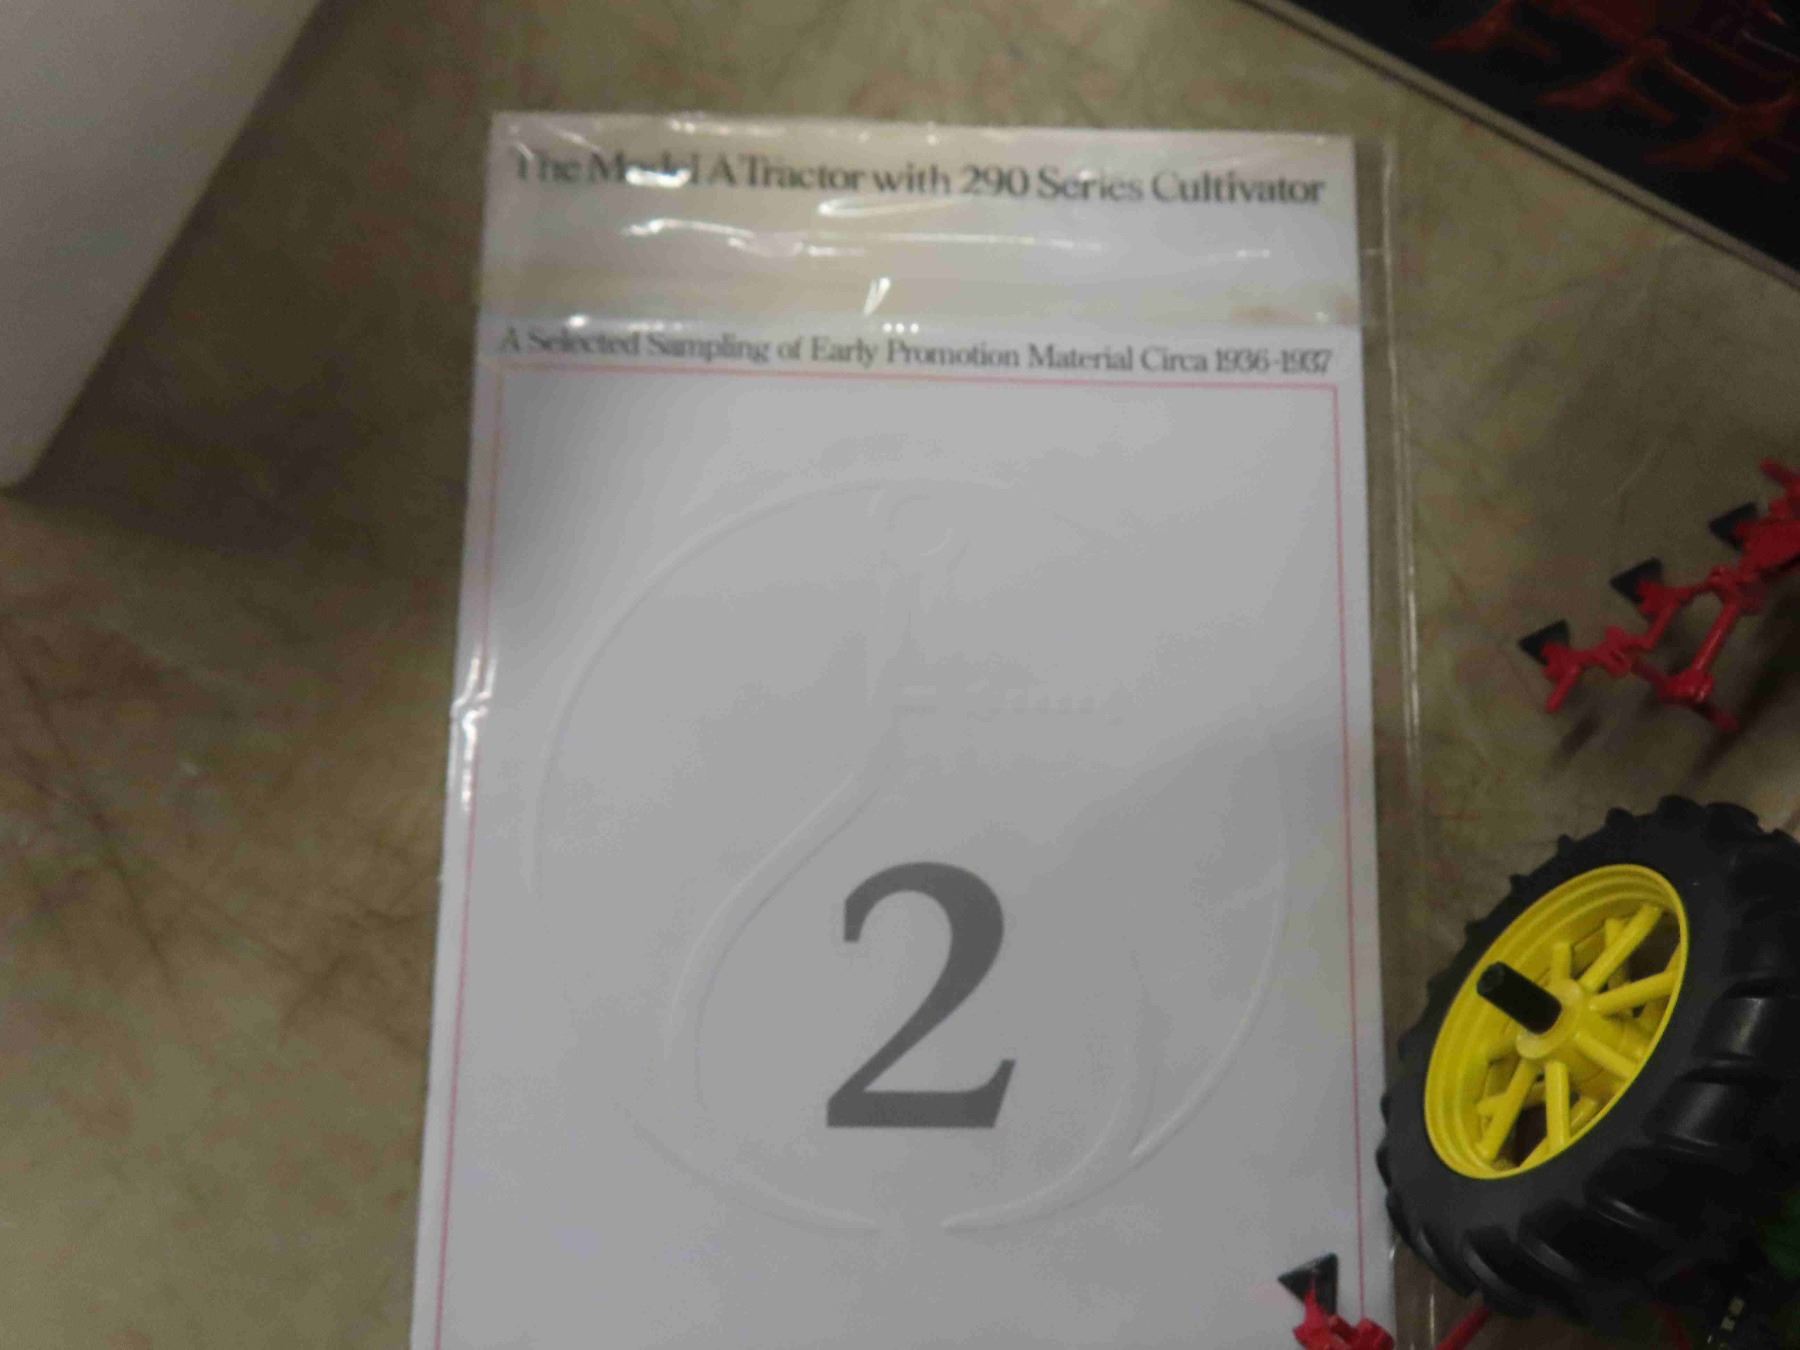 The Model A Tractor with 290 Series Cultivator
A Selected Sampling of Early Promotion Material Circa 1936-1937
2